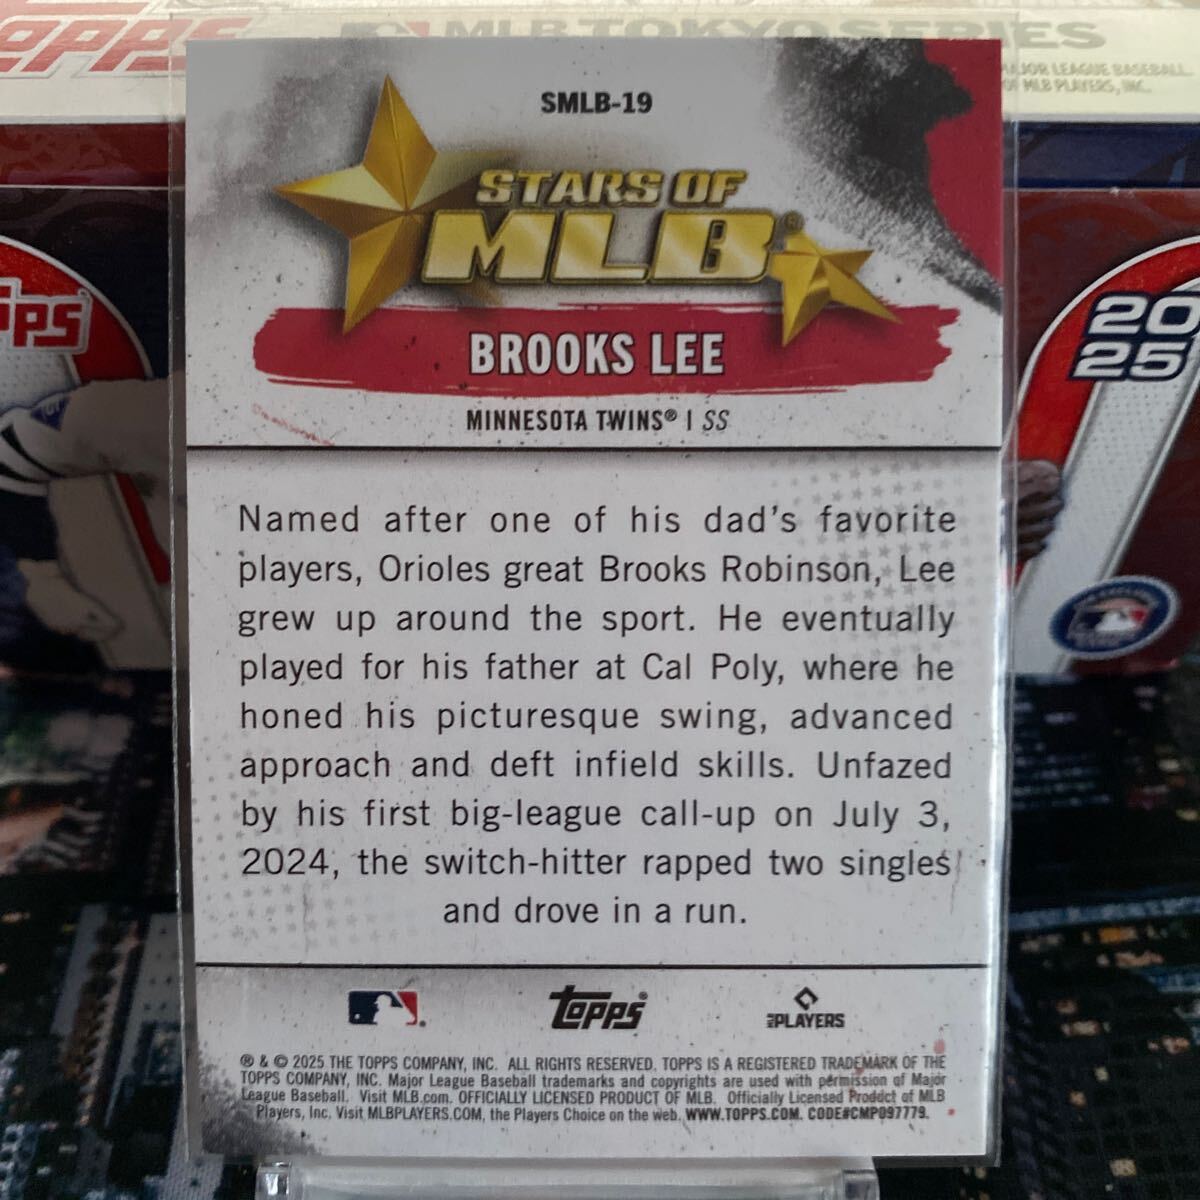 MLB TOKYO SERIES
MAJOR LEAGUE BASEBALL
OF MLB PLAYERS, INC.
SMLB-19
STARS OF
MLB®
BROOKS LEE
MINNESOTA TWINS® | SS
20
25
Named after one of his dad's favorite
players, Orioles great Brooks Robinson, Lee
grew up around the sport. He eventually
played for his father at Cal Poly, where he
honed his picturesque swing, advanced
approach and deft infield skills. Unfazed
by his first big-league call-up on July 3,
2024, the switch-hitter rapped two singles
and drove in a run.
topps®
MLB PLAYERS
® & © 2025 THE TOPPS COMPANY, INC. ALL RIGHTS RESERVED. TOPPS IS A REGISTERED TRADEMARK OF THE
TOPPS COMPANY, INC. Major League Baseball trademarks and copyrights are used with permission of Major
League Baseball. Visit MLB.com. OFFICIALLY LICENSED PRODUCT OF MLB. Officially Licensed Product of MLB
Players, Inc. Visit MLBPLAYERS.COM, the Players Choice on the web. WWW.TOPPS.COM. CODE#CMP097779.